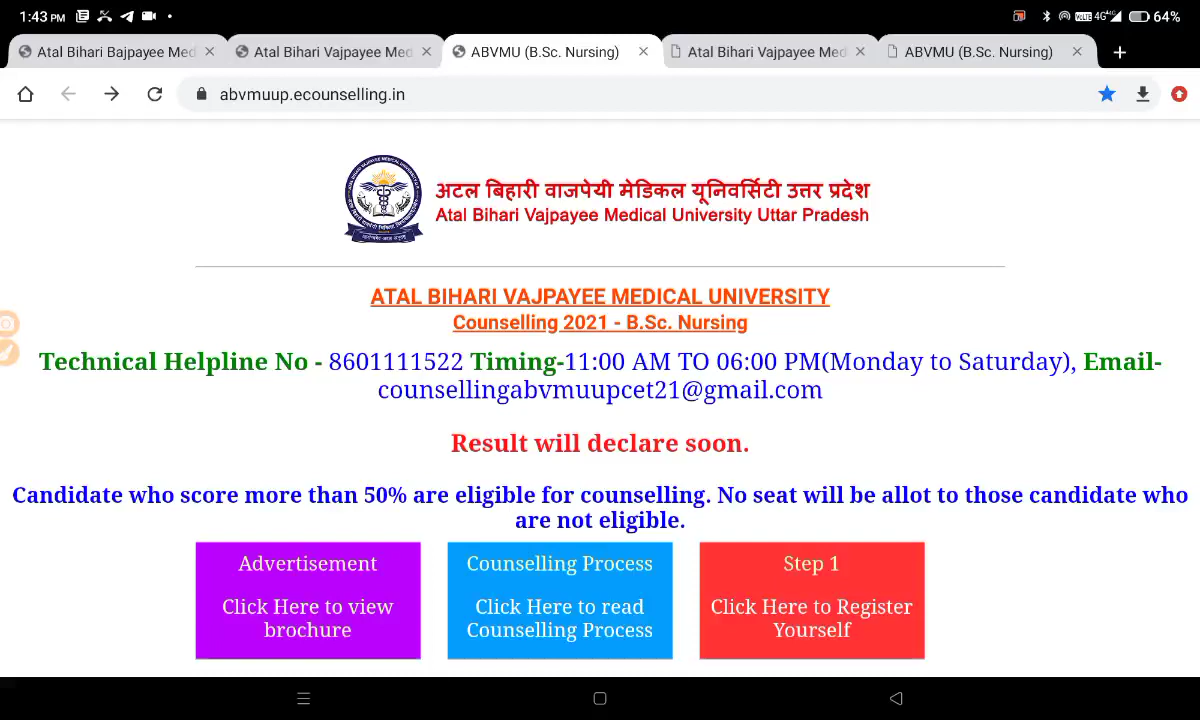 1:43 PM
4G 4G+
64%
Atal Bihari Bajpayee Med
Atal Bihari Vajpayee Med
ABVMU (B.Sc. Nursing)
Atal Bihari Vajpayee Med
ABVMU (B.Sc. Nursing)
abvmuup.ecounselling.in
अटल बिहारी वाजपेयी मेडिकल यूनिवर्सिटी उत्तर प्रदेश
Atal Bihari Vajpayee Medical University Uttar Pradesh
ATAL BIHARI VAJPAYEE MEDICAL UNIVERSITY
Counselling 2021 - B.Sc. Nursing
Technical Helpline No - 8601111522 Timing-11:00 AM TO 06:00 PM(Monday to Saturday), Email-
counsellingabvmuupcet21@gmail.com
Result will declare soon.
Candidate who score more than 50% are eligible for counselling. No seat will be allot to those candidate who
are not eligible.
Advertisement
Click Here to view
brochure
Counselling Process
Click Here to read
Counselling Process
Step 1
Click Here to Register
Yourself